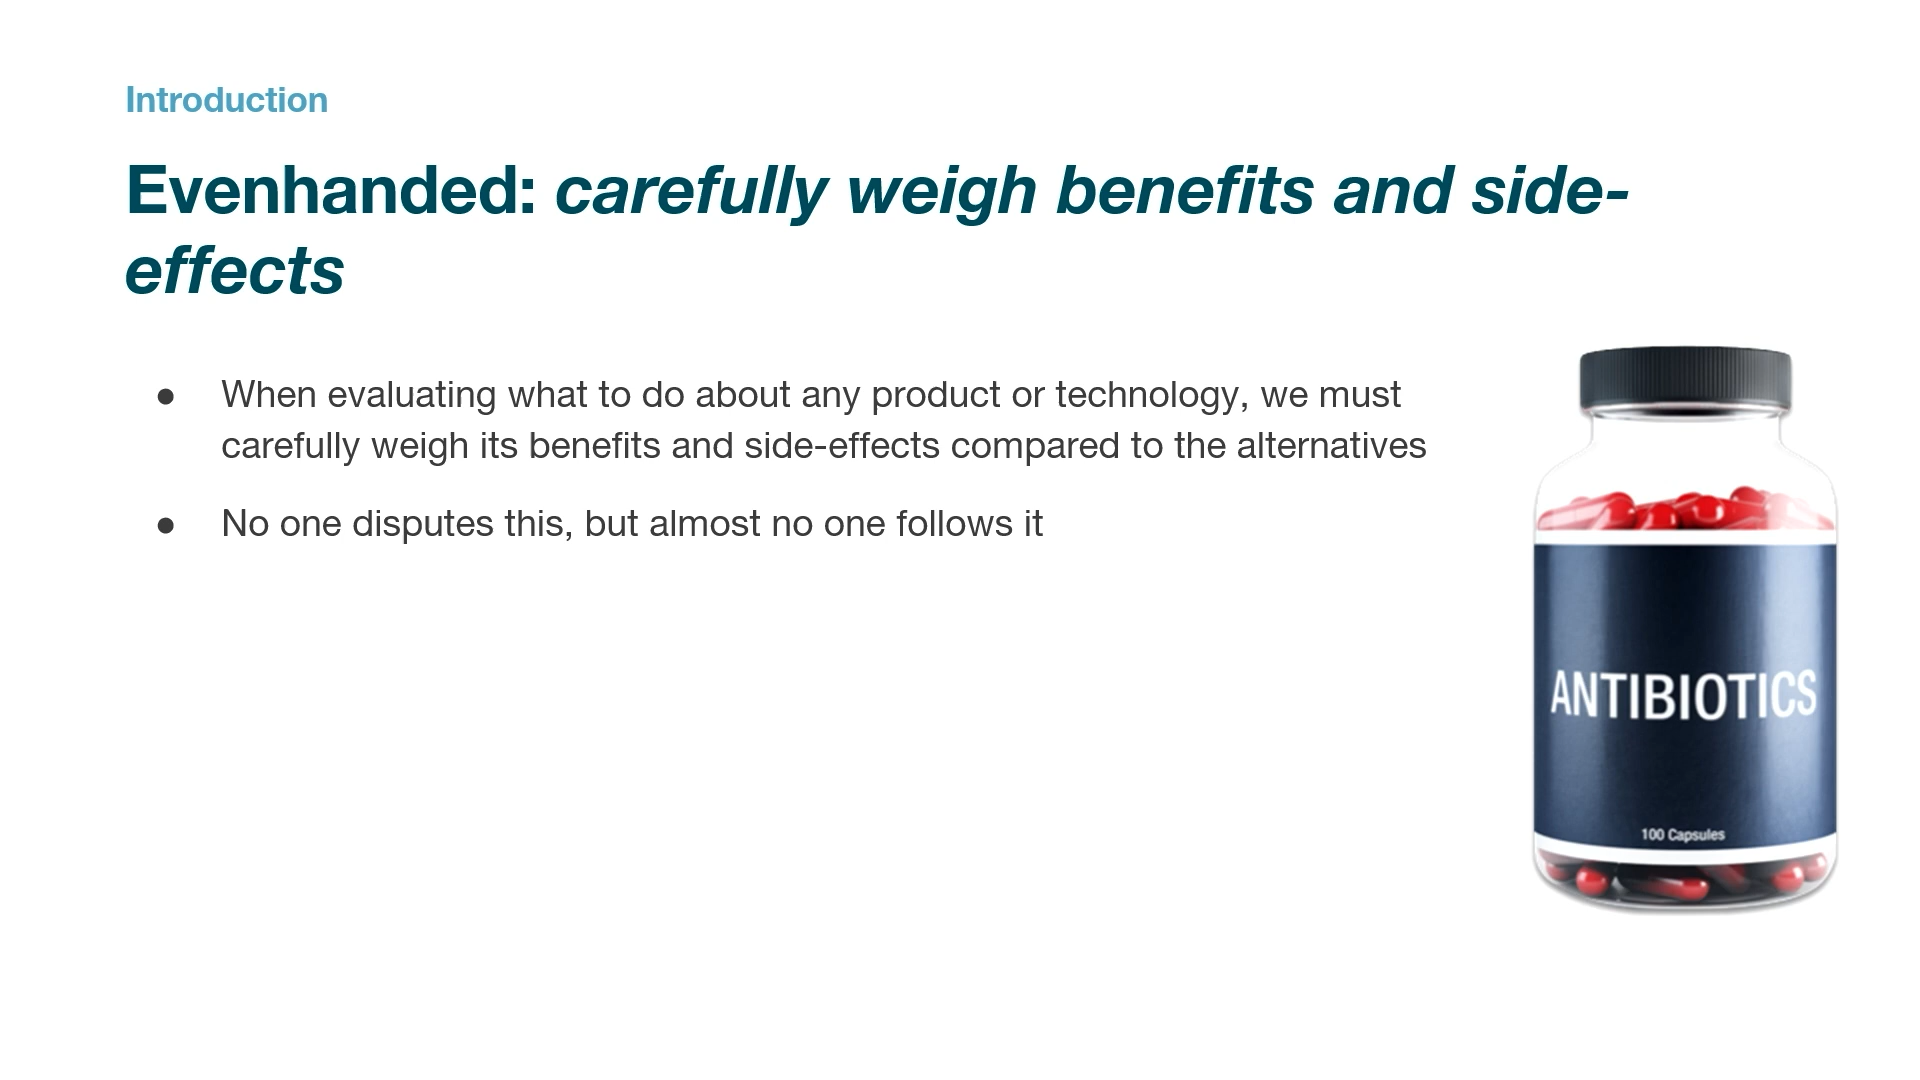 Introduction
Evenhanded: carefully weigh benefits and side-
effects
● When evaluating what to do about any product or technology, we must
carefully weigh its benefits and side-effects compared to the alternatives
● No one disputes this, but almost no one follows it
ANTIBIOTICS
100 Capsules